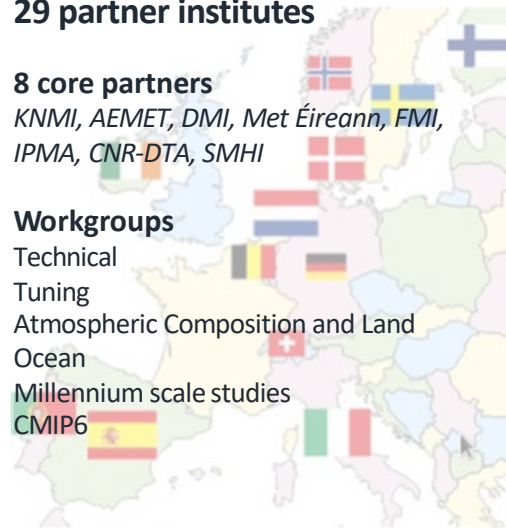 29 partner institutes
8 core partners
KNMI, AEMET, DMI, Met Éireann, FMI,
IPMA, CNR-DTA, SMHI
Workgroups
Technical
Tuning
Atmospheric Composition and Land
Ocean
Millennium scale studies
CMIP6